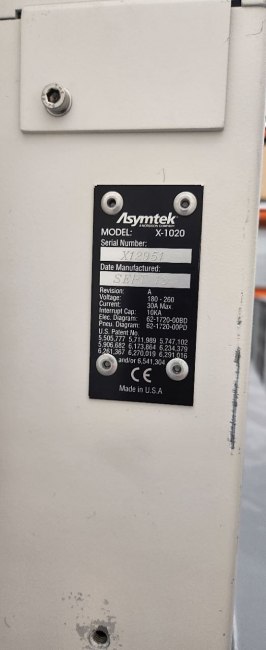 Asymtek
A NORDSON COMPANY
MODEL: X-1020
Serial Number:
Date Manufactured:
SEP
Revision: A
Voltage: 180 - 260
Current: 30A Max
Interrupt Cap: 10KA
Elec. Diagram: 62-1720-00BD
Pneu. Diagram: 62-1720-00PD
U.S. Patent No.
5,505,777 5,711,989 5,747,102
5,906,682 6,173,864 6,234,379
6,261,367 6,270,019 6,291,016
and/or 6,541,304
CE
Made in U.S.A